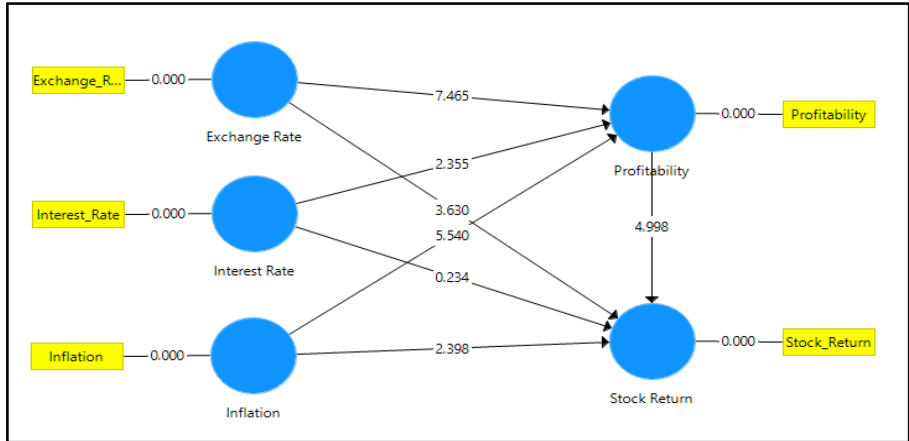 Exchange_R...
0.000
Exchange Rate
7.465
Profitability
0.000
Profitability
Interest_Rate
0.000
Interest Rate
2.355
3.630
5.540
0.234
4.998
Inflation
0.000
Inflation
2.398
Stock Return
0.000
Stock_Return